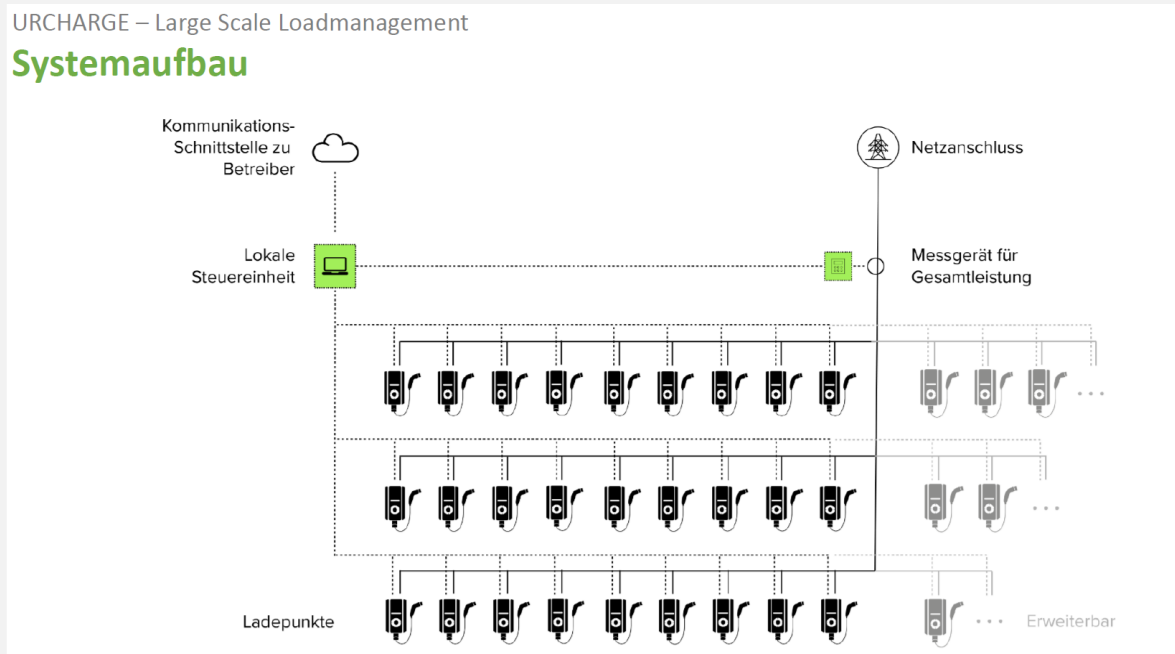 URCHARGE – Large Scale Loadmanagement
Systemaufbau
Kommunikations-
Schnittstelle zu
Betreiber
Netzanschluss
Lokale
Steuereinheit
Messgerät für
Gesamtleistung
Ladepunkte
Erweiterbar